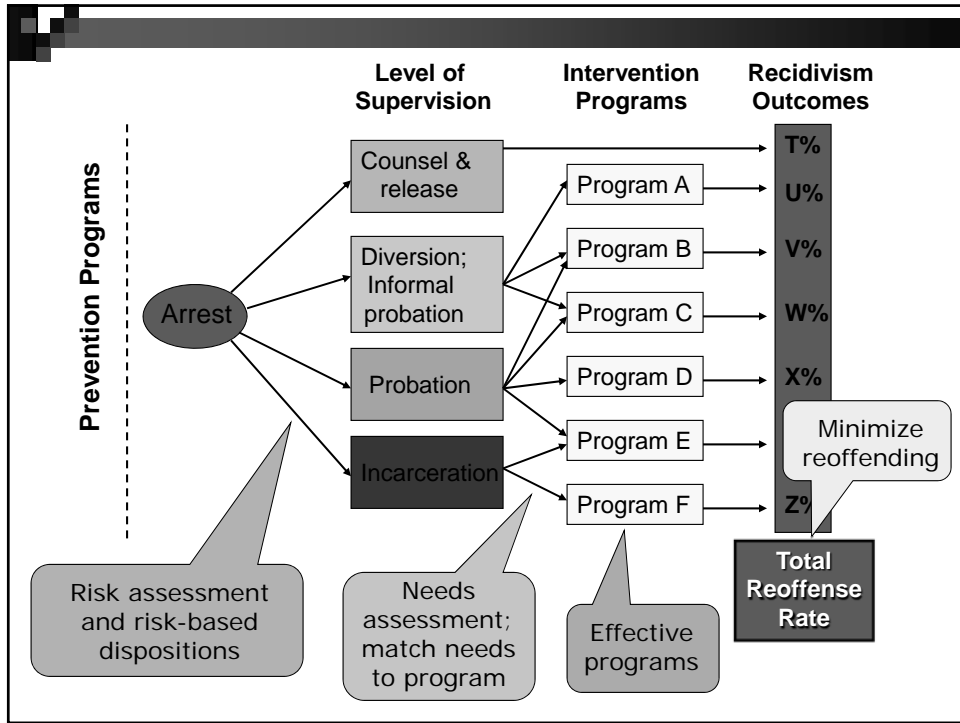 Level of
Supervision
Intervention
Programs
Recidivism
Outcomes
Prevention Programs
Arrest
Counsel &
release
Diversion;
Informal
probation
Probation
Incarceration
Program A
Program B
Program C
Program D
Program E
Program F
T%
U%
V%
W%
X%
Minimize
reoffending
Total
Reoffense
Rate
Risk assessment
and risk-based
dispositions
Needs
assessment;
match needs
to program
Effective
programs